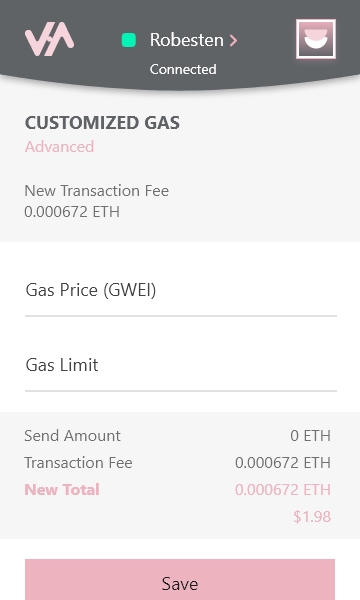 Robesten
Connected
CUSTOMIZED GAS
Advanced
New Transaction Fee
0.000672 ETH
Gas Price (GWEI)
Gas Limit
Send Amount 0 ETH
Transaction Fee 0.000672 ETH
New Total 0.000672 ETH
$1.98
Save